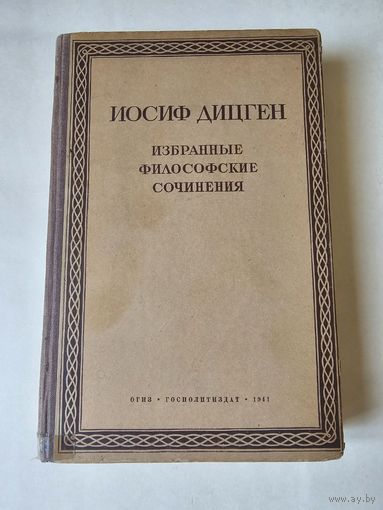 ИОСИФ ДИЦГЕН
ИЗБРАННЫЕ
ФИЛОСОФСКИЕ
СОЧИНЕНИЯ
ОГИЗ • ГОСПОЛИТИЗДАТ • 1941
www.ay.by